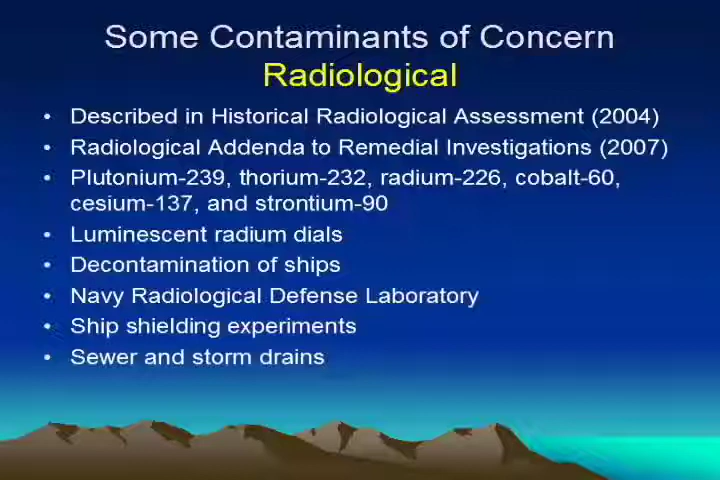 Some Contaminants of Concern
Radiological
• Described in Historical Radiological Assessment (2004)
• Radiological Addenda to Remedial Investigations (2007)
• Plutonium-239, thorium-232, radium-226, cobalt-60,
cesium-137, and strontium-90
• Luminescent radium dials
• Decontamination of ships
• Navy Radiological Defense Laboratory
• Ship shielding experiments
• Sewer and storm drains